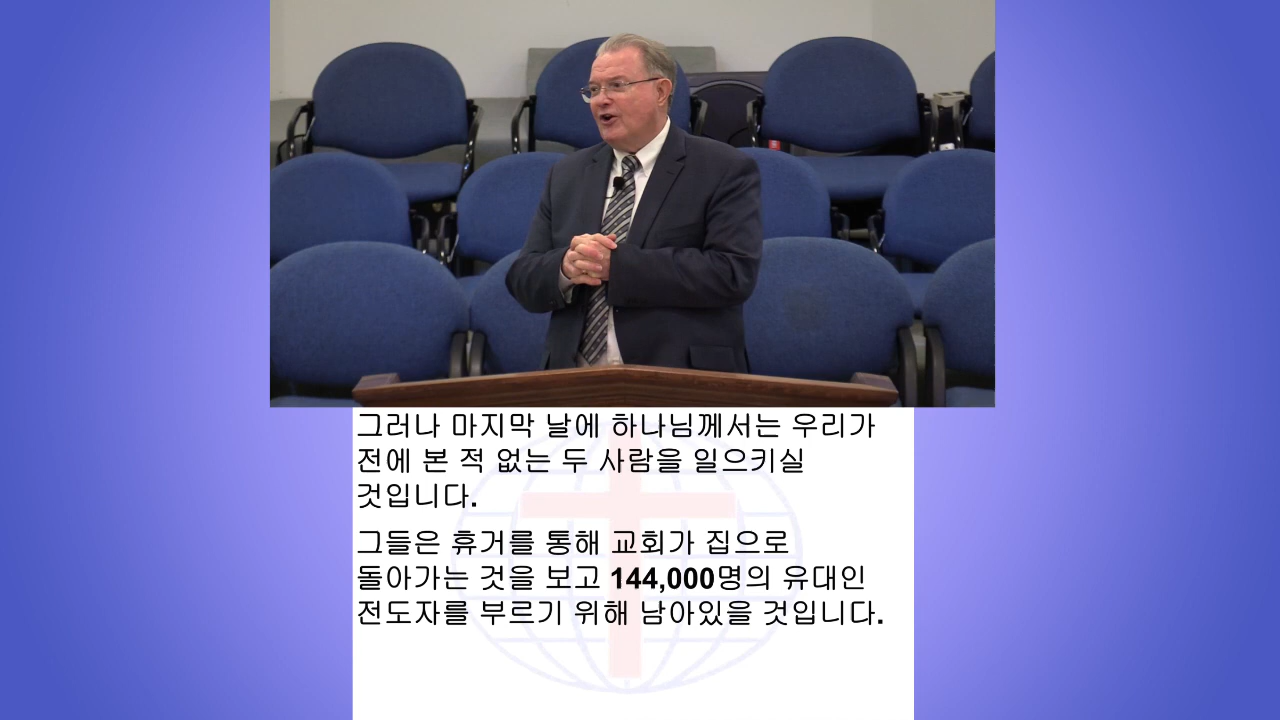 그러나 마지막 날에 하나님께서는 우리가
전에 본 적 없는 두 사람을 일으키실
것입니다.
그들은 휴거를 통해 교회가 집으로
돌아가는 것을 보고 144,000명의 유대인
전도자를 부르기 위해 남아있을 것입니다.